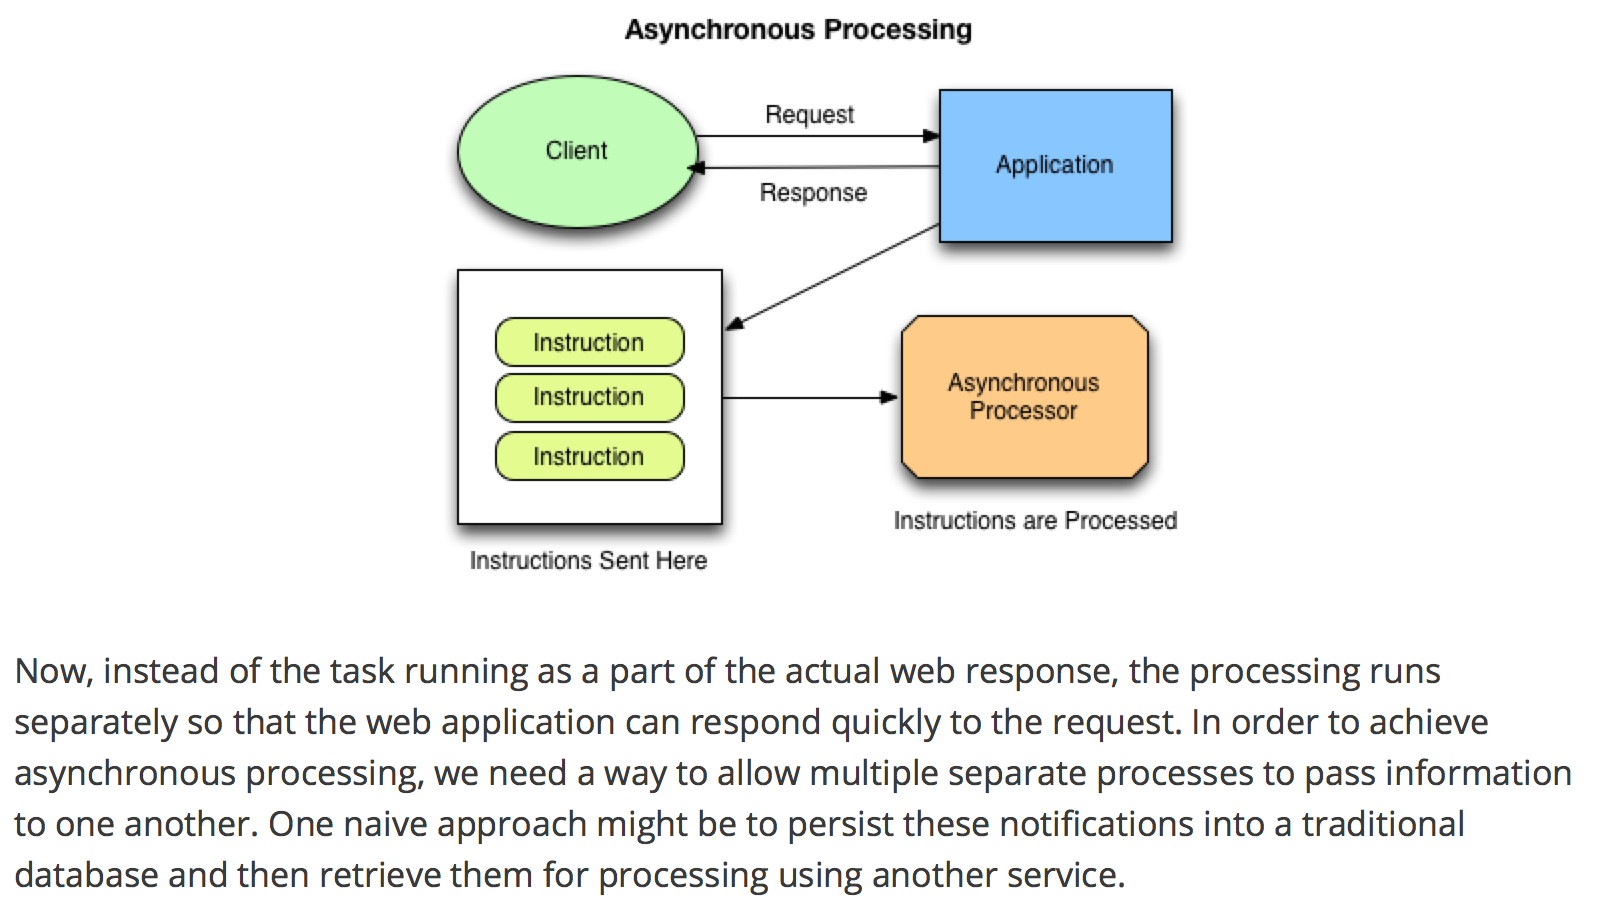 Asynchronous Processing
Client
Request
Response
Application
Instruction
Instruction
Instruction
Instructions Sent Here
Asynchronous
Processor
Instructions are Processed
Now, instead of the task running as a part of the actual web response, the processing runs
separately so that the web application can respond quickly to the request. In order to achieve
asynchronous processing, we need a way to allow multiple separate processes to pass information
to one another. One naive approach might be to persist these notifications into a traditional
database and then retrieve them for processing using another service.